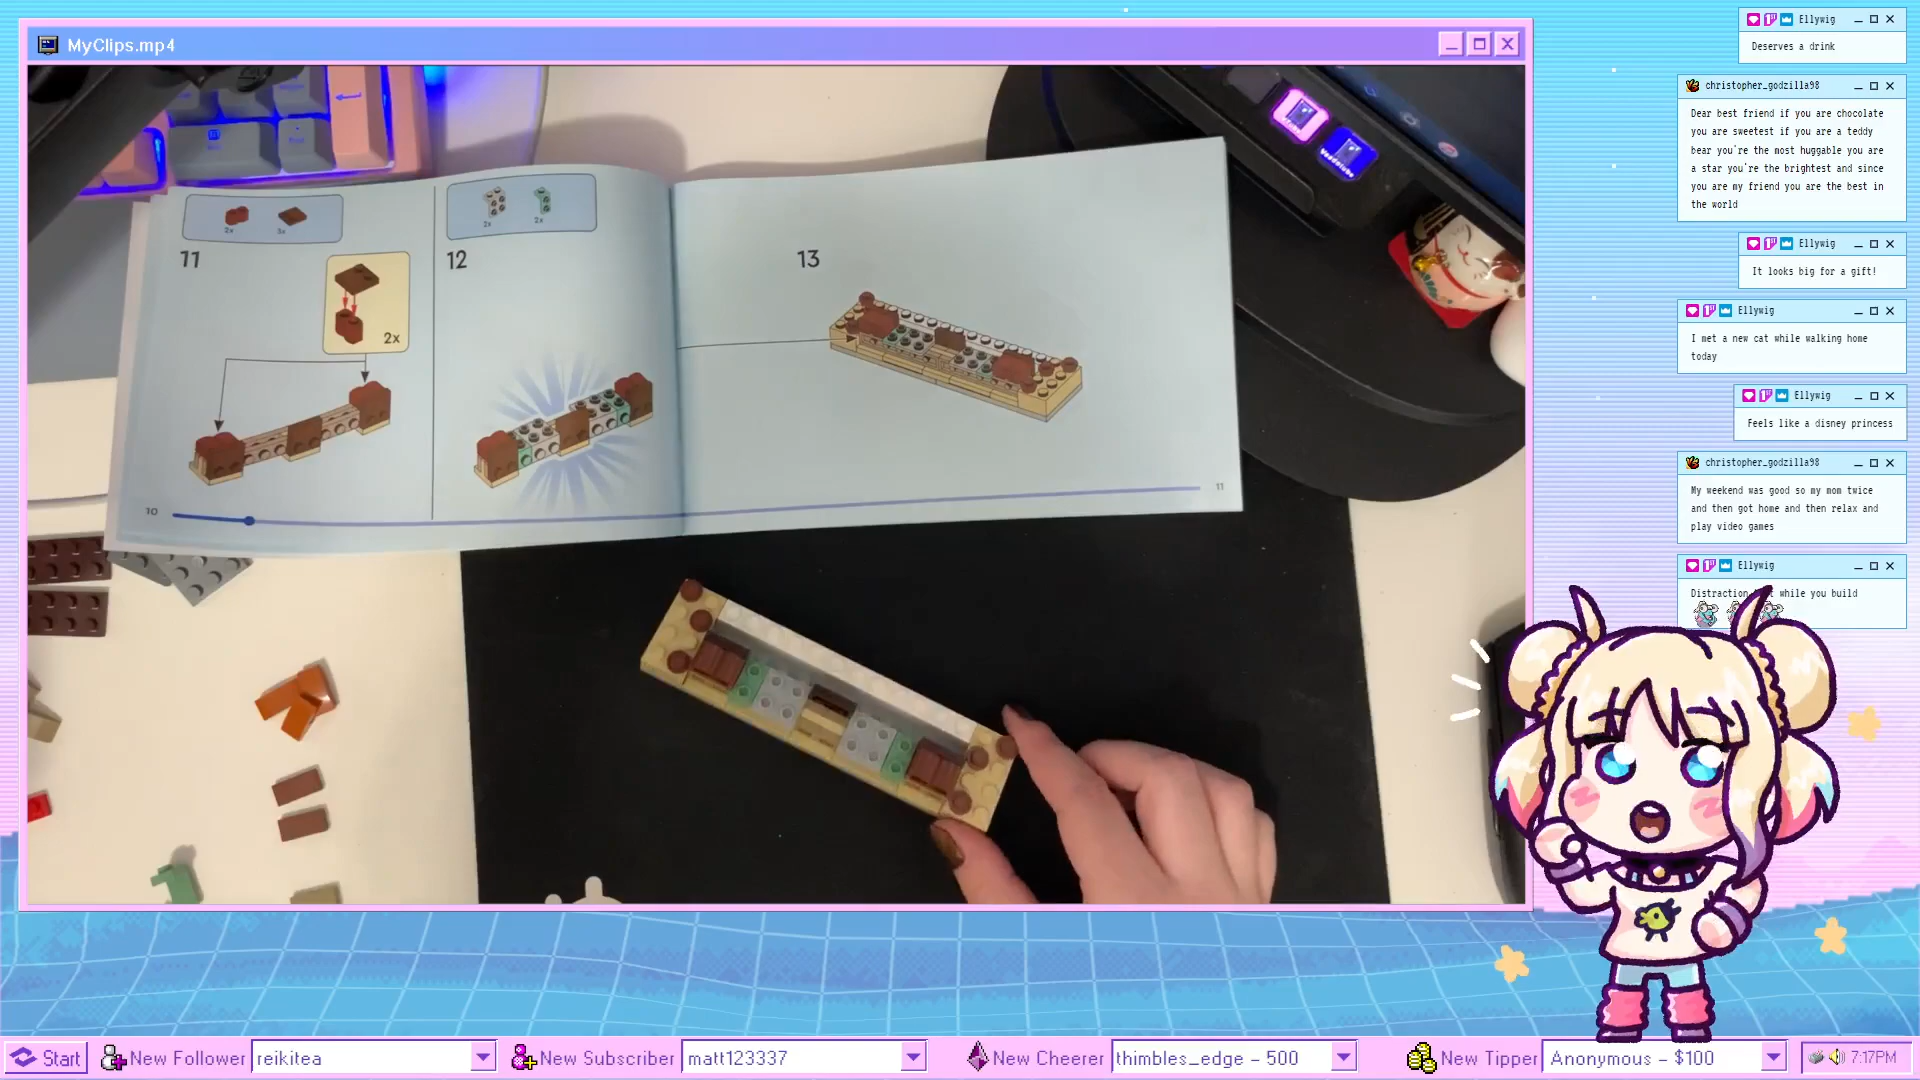 MyClips.mp4
11
2x
3x
2x
12
2x
2x
13
10
11
Ellywig
Deserves a drink
christopher_godzilla98
Dear best friend if you are chocolate
you are sweetest if you are a teddy
bear you're the most huggable you are
a star you're the brightest and since
you are my friend you are the best in
the world
Ellywig
It looks big for a gift!
Ellywig
I met a new cat while walking home
today
Ellywig
Feels like a disney princess
christopher_godzilla98
My weekend was good so my mom twice
and then got home and then relax and
play video games
Ellywig
Distraction while you build
Start
New Follower
reikitea
New Subscriber
matt123337
New Cheerer
thimbles_edge - 500
New Tipper
Anonymous - $100
7:17PM